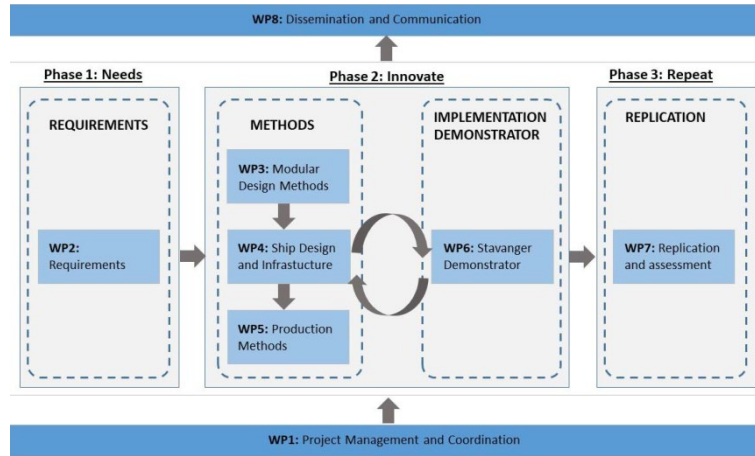 WP8: Dissemination and Communication
Phase 1: Needs
Phase 2: Innovate
Phase 3: Repeat
REQUIREMENTS
METHODS
IMPLEMENTATION
DEMONSTRATOR
REPLICATION
WP3: Modular
Design Methods
WP2:
Requirements
WP4: Ship Design
and Infrastucture
WP6: Stavanger
Demonstrator
WP7: Replication
and assessment
WP5: Production
Methods
WP1: Project Management and Coordination